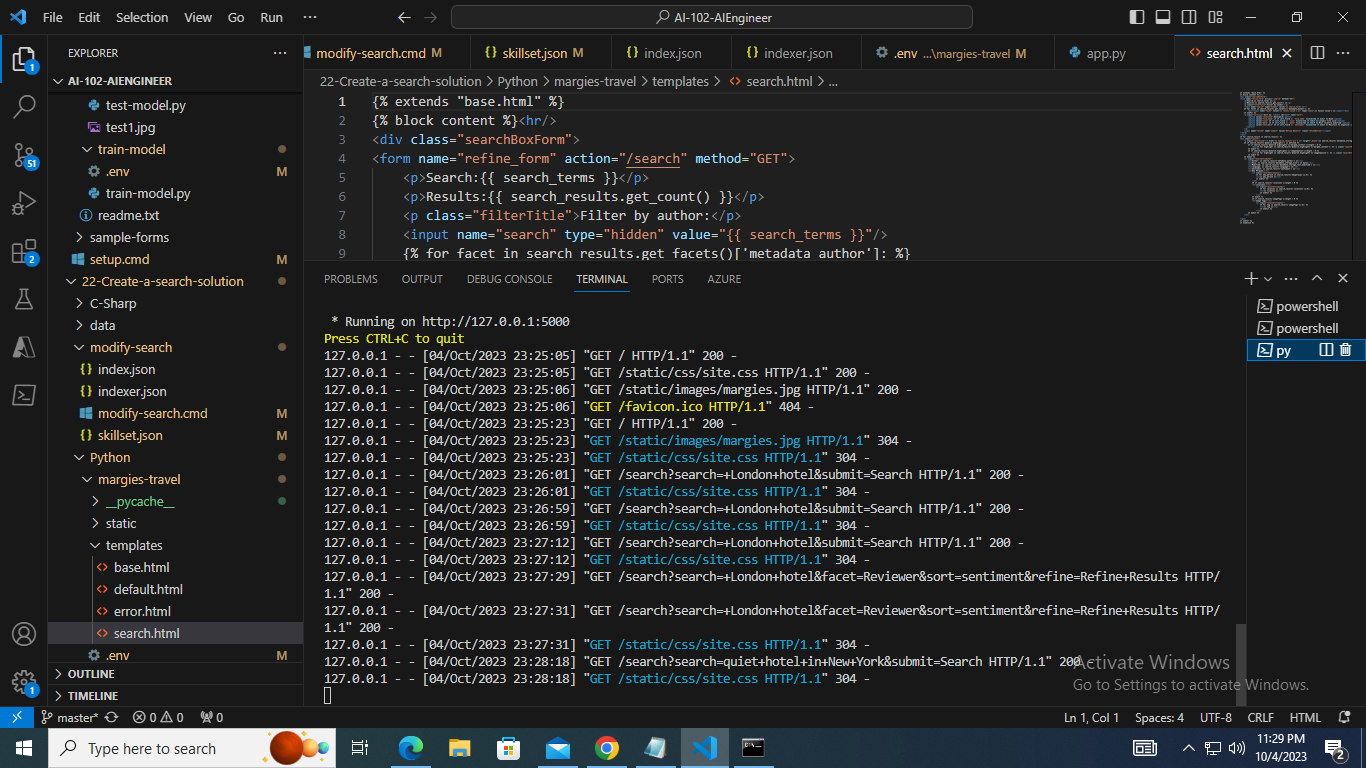 File Edit Selection View Go Run ··· AI-102-AIEngineer
EXPLORER ···
AI-102-AIENGINEER
test-model.py
test1.jpg
train-model
.env M
train-model.py
readme.txt
sample-forms
setup.cmd M
22-Create-a-search-solution
C-Sharp
data
modify-search
index.json
indexer.json
modify-search.cmd M
skillset.json M
Python
margies-travel
__pycache__
static
templates
base.html
default.html
error.html
search.html
.env M
OUTLINE
TIMELINE
1
51
2
1
modify-search.cmd M skillset.json M index.json indexer.json .env ...\margies-travel M app.py search.html
22-Create-a-search-solution > Python > margies-travel > templates > search.html > ...
1 {% extends "base.html" %}
2 {% block content %}<hr/>
3 <div class="searchBoxForm">
4 <form name="refine_form" action="/search" method="GET">
5 <p>Search:{{ search_terms }}</p>
6 <p>Results:{{ search_results.get_count() }}</p>
7 <p class="filterTitle">Filter by author:</p>
8 <input name="search" type="hidden" value="{{ search_terms }}"/>
9 {% for facet in search_results.get_facets()['metadata_author']: %}
PROBLEMS OUTPUT DEBUG CONSOLE TERMINAL PORTS AZURE
* Running on http://127.0.0.1:5000
Press CTRL+C to quit
127.0.0.1 - - [04/Oct/2023 23:25:05] "GET / HTTP/1.1" 200 -
127.0.0.1 - - [04/Oct/2023 23:25:05] "GET /static/css/site.css HTTP/1.1" 200 -
127.0.0.1 - - [04/Oct/2023 23:25:06] "GET /static/images/margies.jpg HTTP/1.1" 200 -
127.0.0.1 - - [04/Oct/2023 23:25:06] "GET /favicon.ico HTTP/1.1" 404 -
127.0.0.1 - - [04/Oct/2023 23:25:23] "GET / HTTP/1.1" 200 -
127.0.0.1 - - [04/Oct/2023 23:25:23] "GET /static/images/margies.jpg HTTP/1.1" 304 -
127.0.0.1 - - [04/Oct/2023 23:25:23] "GET /static/css/site.css HTTP/1.1" 304 -
127.0.0.1 - - [04/Oct/2023 23:26:01] "GET /search?search=+London+hotel&submit=Search HTTP/1.1" 200 -
127.0.0.1 - - [04/Oct/2023 23:26:01] "GET /static/css/site.css HTTP/1.1" 304 -
127.0.0.1 - - [04/Oct/2023 23:26:59] "GET /search?search=+London+hotel&submit=Search HTTP/1.1" 200 -
127.0.0.1 - - [04/Oct/2023 23:26:59] "GET /static/css/site.css HTTP/1.1" 304 -
127.0.0.1 - - [04/Oct/2023 23:27:12] "GET /search?search=+London+hotel&submit=Search HTTP/1.1" 200 -
127.0.0.1 - - [04/Oct/2023 23:27:12] "GET /static/css/site.css HTTP/1.1" 304 -
127.0.0.1 - - [04/Oct/2023 23:27:29] "GET /search?search=+London+hotel&facet=Reviewer&sort=sentiment&refine=Refine+Results HTTP/
1.1" 200 -
127.0.0.1 - - [04/Oct/2023 23:27:31] "GET /search?search=+London+hotel&facet=Reviewer&sort=sentiment&refine=Refine+Results HTTP/
1.1" 200 -
127.0.0.1 - - [04/Oct/2023 23:27:31] "GET /static/css/site.css HTTP/1.1" 304 -
127.0.0.1 - - [04/Oct/2023 23:28:18] "GET /search?search=quiet+hotel+in+New+York&submit=Search HTTP/1.1" 200 -
127.0.0.1 - - [04/Oct/2023 23:28:18] "GET /static/css/site.css HTTP/1.1" 304 -
powershell
powershell
py
Activate Windows
Go to Settings to activate Windows.
master* 0 0 0 Ln 1, Col 1 Spaces: 4 UTF-8 CRLF HTML
Type here to search
11:29 PM
10/4/2023
2